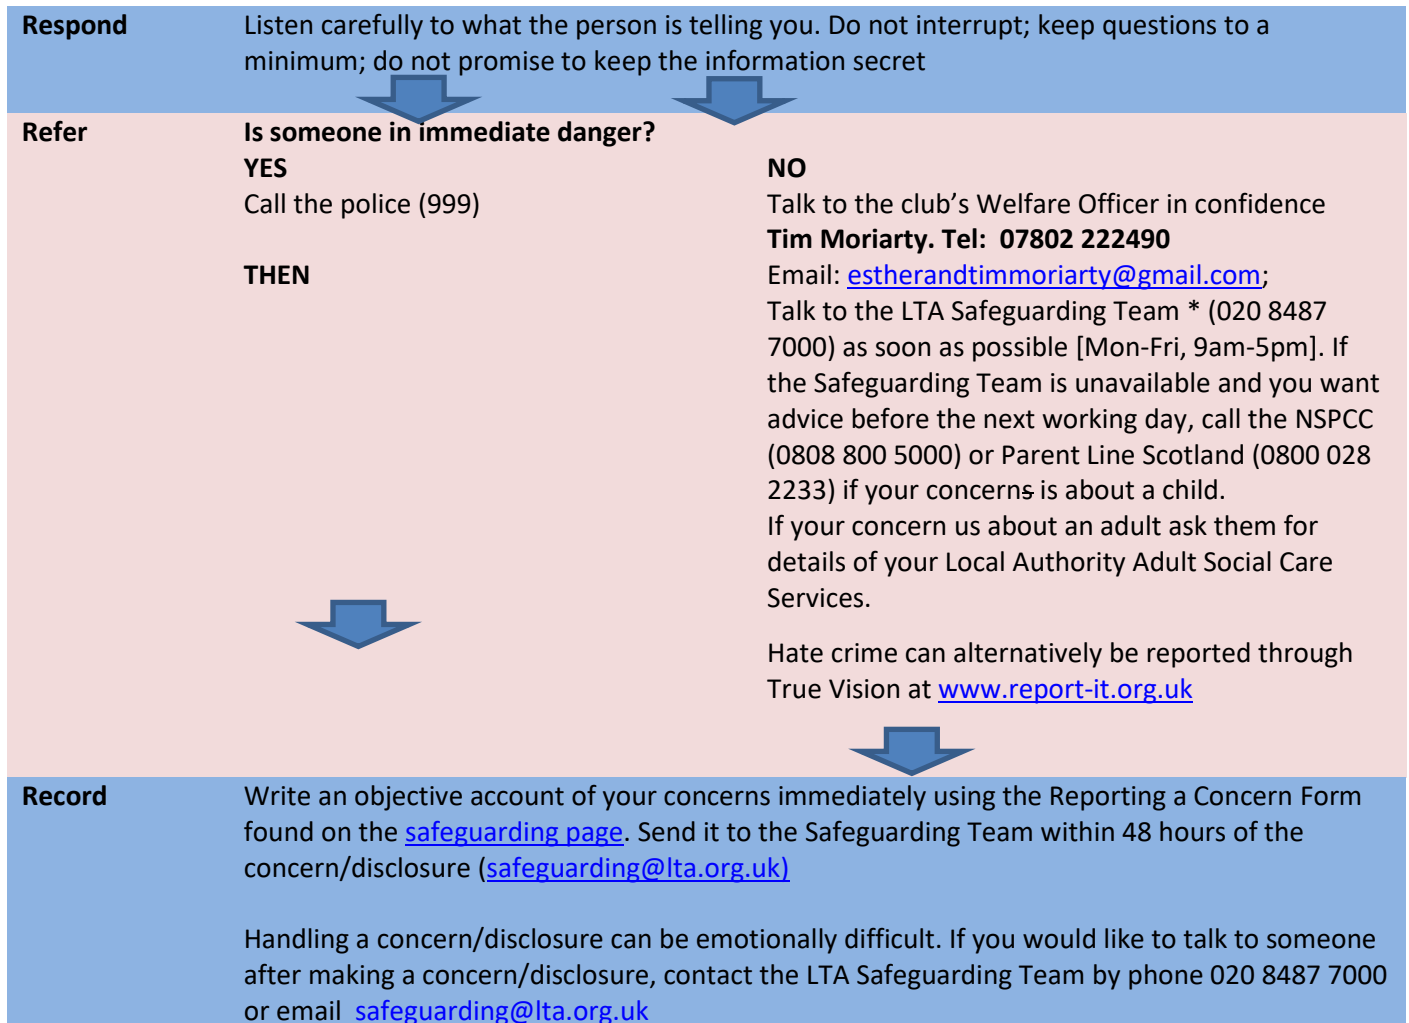 Respond
Listen carefully to what the person is telling you. Do not interrupt; keep questions to a
minimum; do not promise to keep the information secret
Refer
Is someone in immediate danger?
YES
Call the police (999)
THEN
NO
Talk to the club’s Welfare Officer in confidence
Tim Moriarty. Tel:  07802 222490
Email: estherandtimmoriarty@gmail.com;
Talk to the LTA Safeguarding Team * (020 8487
7000) as soon as possible [Mon-Fri, 9am-5pm]. If
the Safeguarding Team is unavailable and you want
advice before the next working day, call the NSPCC
(0808 800 5000) or Parent Line Scotland (0800 028
2233) if your concerns is about a child.
If your concern us about an adult ask them for
details of your Local Authority Adult Social Care
Services.
Hate crime can alternatively be reported through
True Vision at www.report-it.org.uk
Record
Write an objective account of your concerns immediately using the Reporting a Concern Form
found on the safeguarding page. Send it to the Safeguarding Team within 48 hours of the
concern/disclosure (safeguarding@lta.org.uk)
Handling a concern/disclosure can be emotionally difficult. If you would like to talk to someone
after making a concern/disclosure, contact the LTA Safeguarding Team by phone 020 8487 7000
or email  safeguarding@lta.org.uk